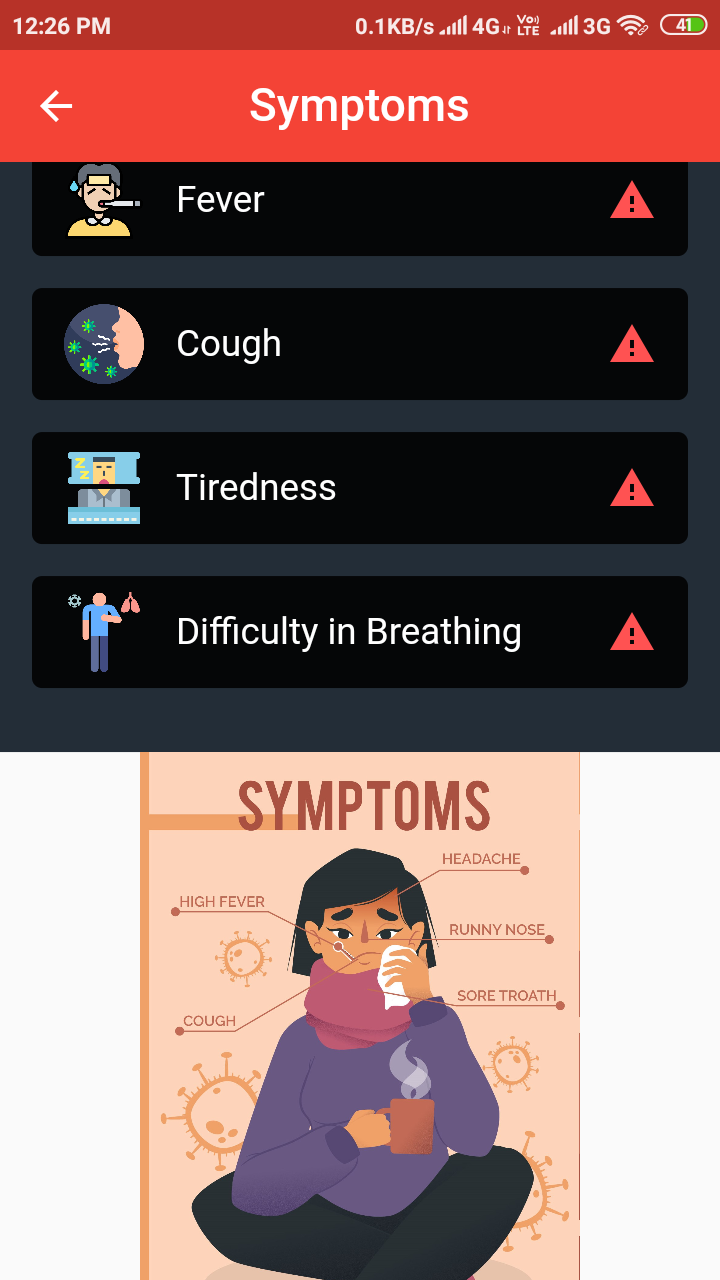 12:26 PM
0.1KB/s 4G Vo) LTE 3G 41
Symptoms
Fever
Cough
Tiredness
Difficulty in Breathing
SYMPTOMS
HEADACHE
HIGH FEVER
RUNNY NOSE
SORE TROATH
COUGH